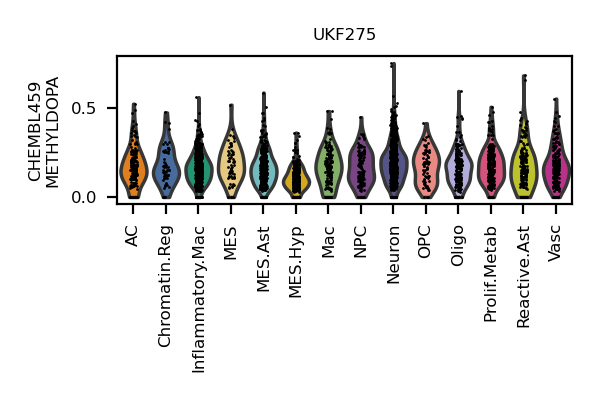 UKF275
CHEMBL459
METHYLDOPA
0.5
0.0
AC
Chromatin.Reg
Inflammatory.Mac
MES
MES.Ast
MES.Hyp
Mac
NPC
Neuron
OPC
Oligo
Prolif.Metab
Reactive.Ast
Vasc